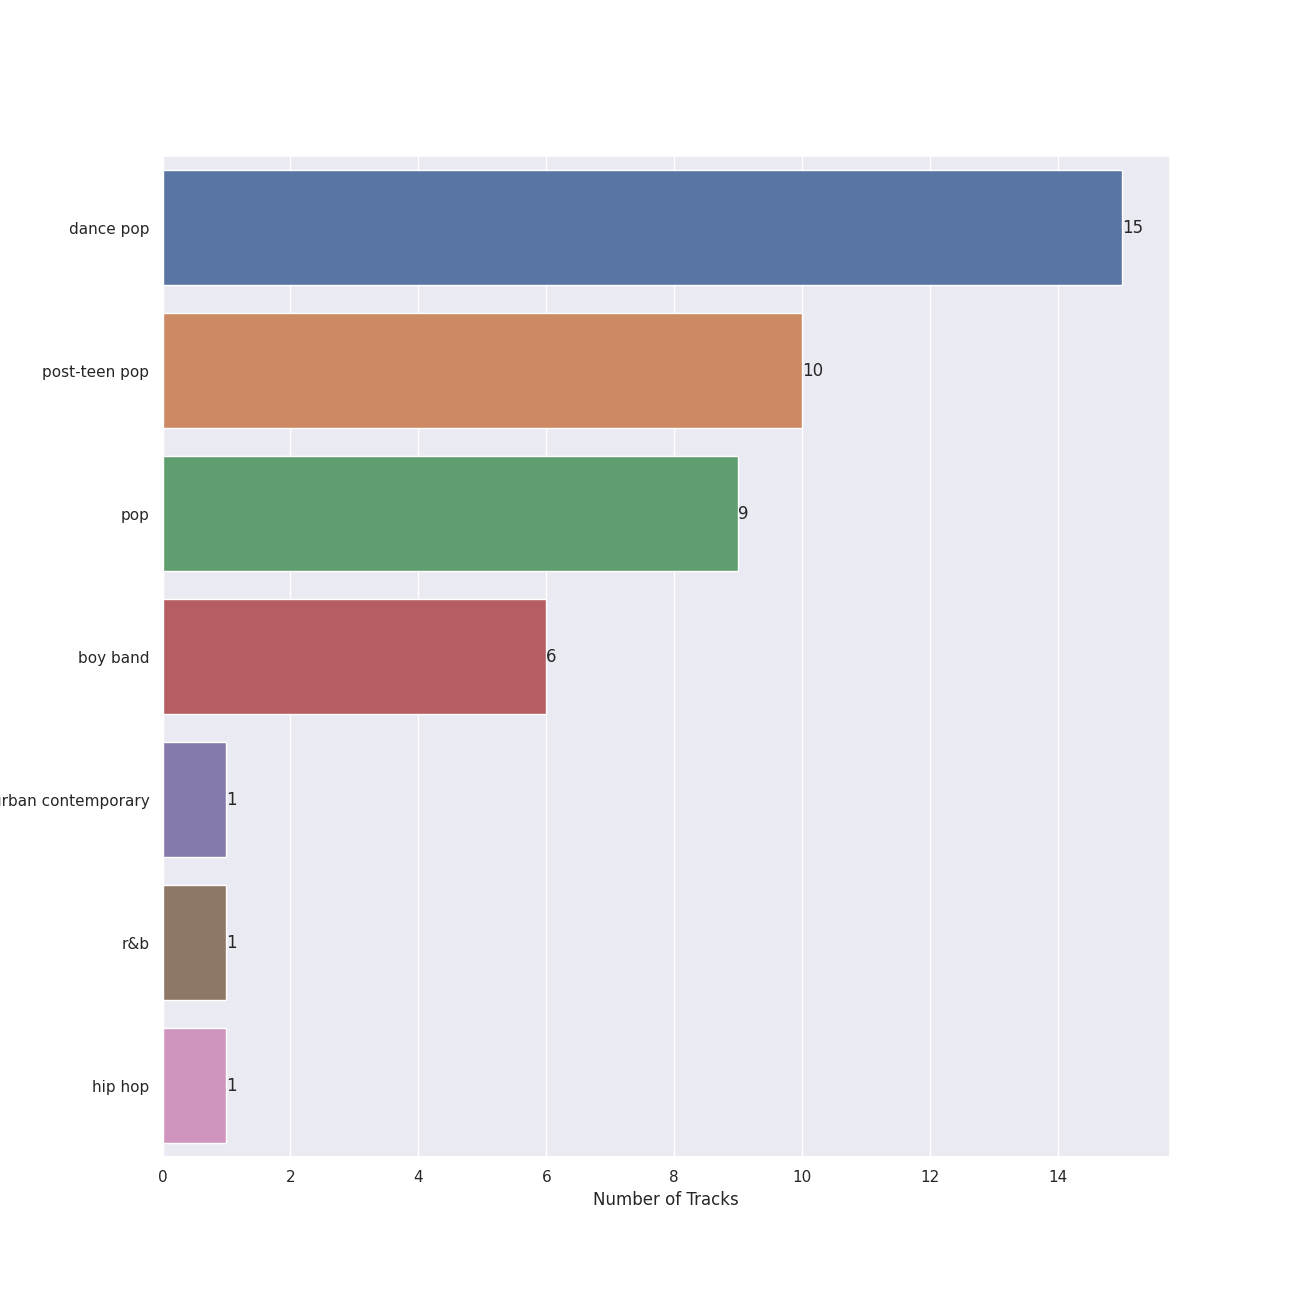 dance pop 15
post-teen pop 10
pop 9
boy band 6
rban contemporary 1
r&b 1
hip hop 1
0 2 4 6 8 10 12 14
Number of Tracks